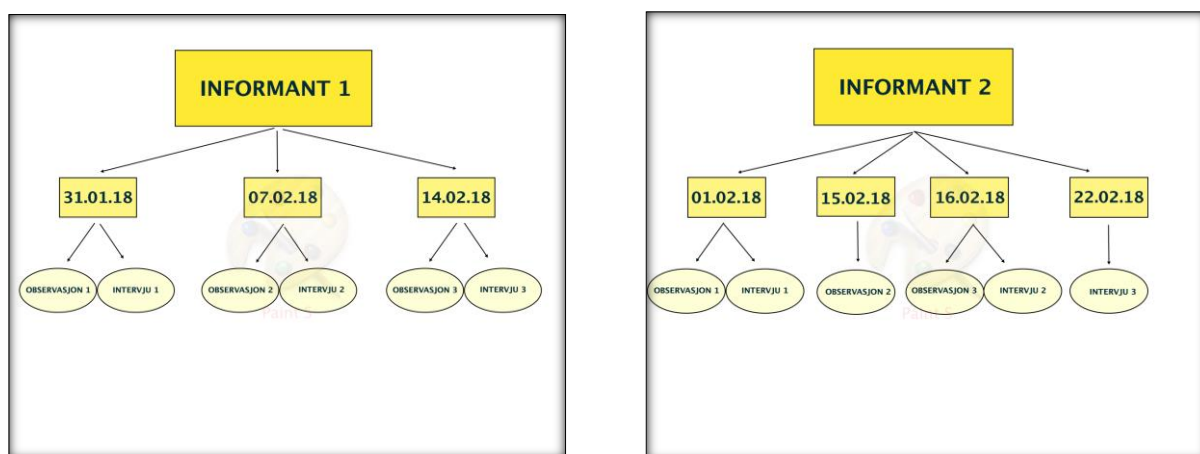 INFORMANT 1
31.01.18 07.02.18 14.02.18
OBSERVASJON 1 INTERVJU 1 OBSERVASJON 2 INTERVJU 2 OBSERVASJON 3 INTERVJU 3
Paint S
INFORMANT 2
01.02.18 15.02.18 16.02.18 22.02.18
OBSERVASJON 1 INTERVJU 1 OBSERVASJON 2 OBSERVASJON 3 INTERVJU 2 INTERVJU 3
Paint S